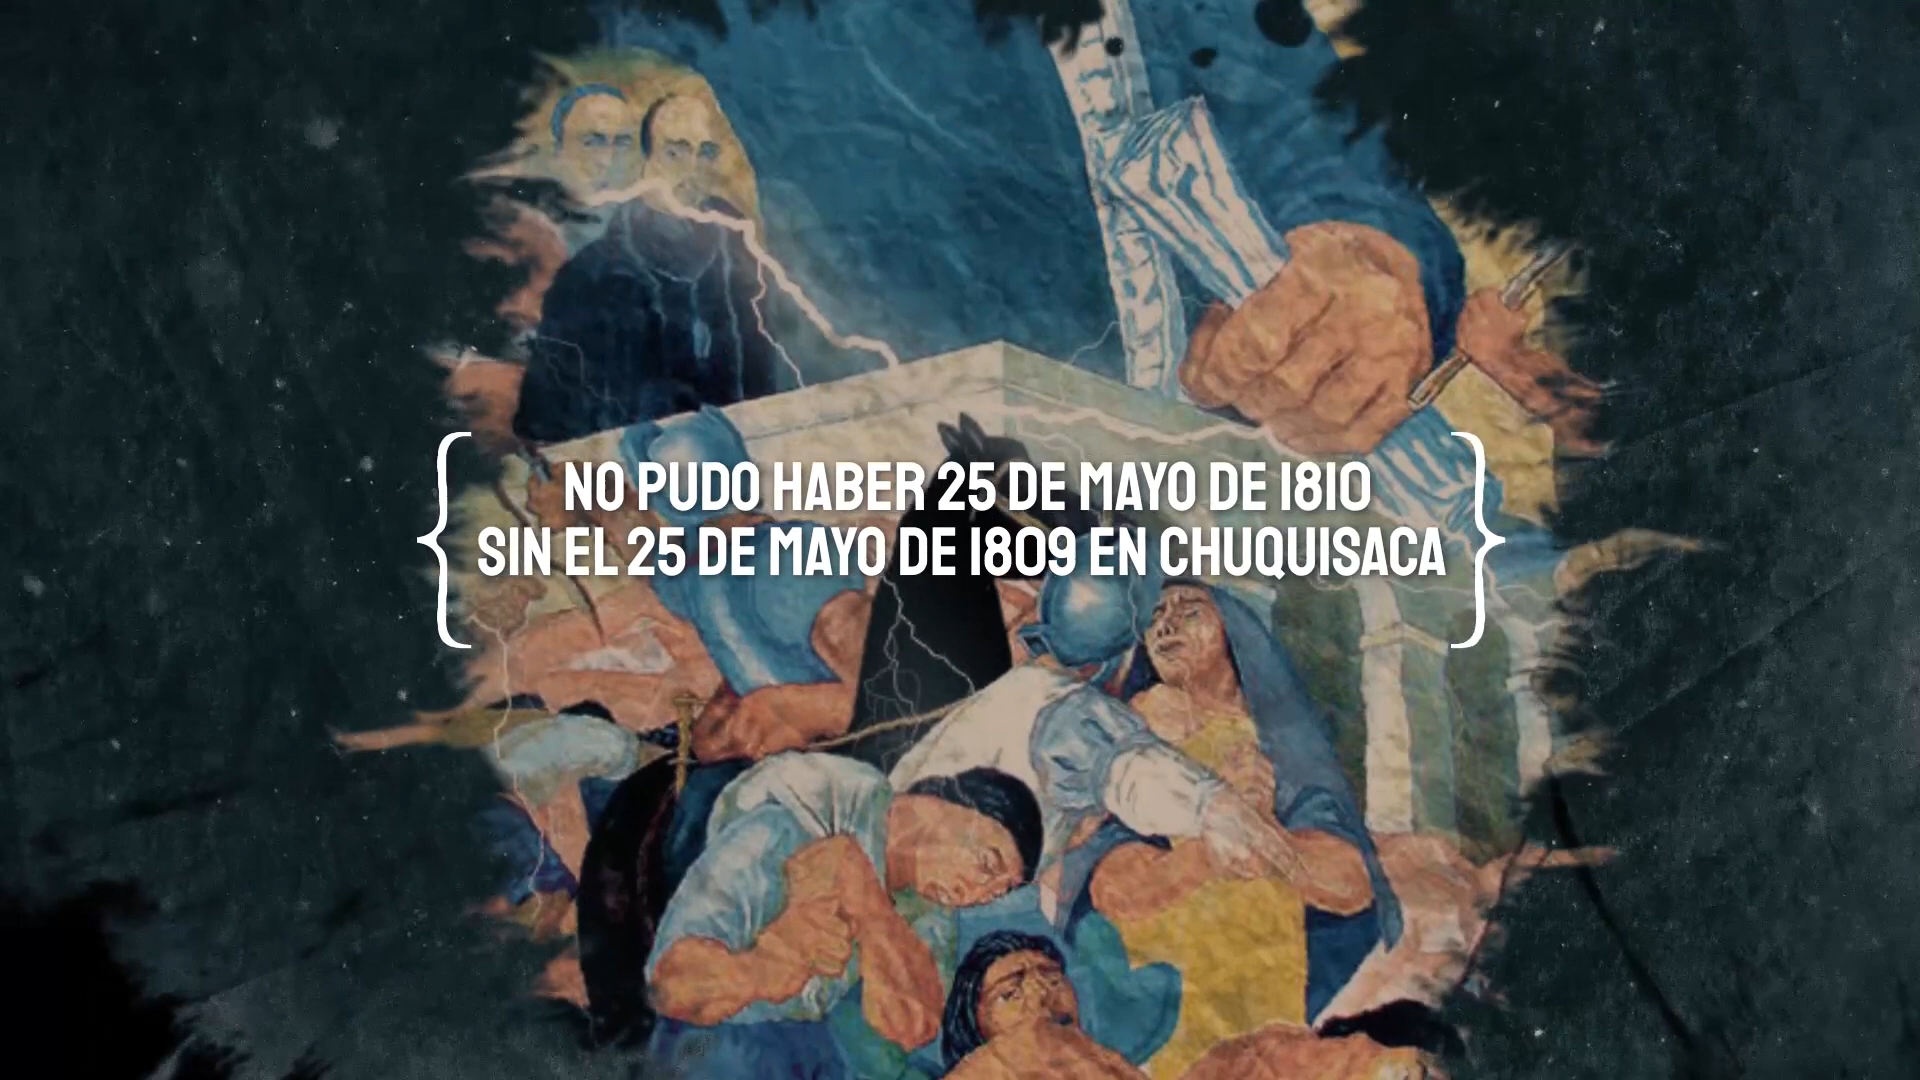 NO PUDO HABER 25 DE MAYO DE 1810
SIN EL 25 DE MAYO DE 1809 EN CHUQUISACA